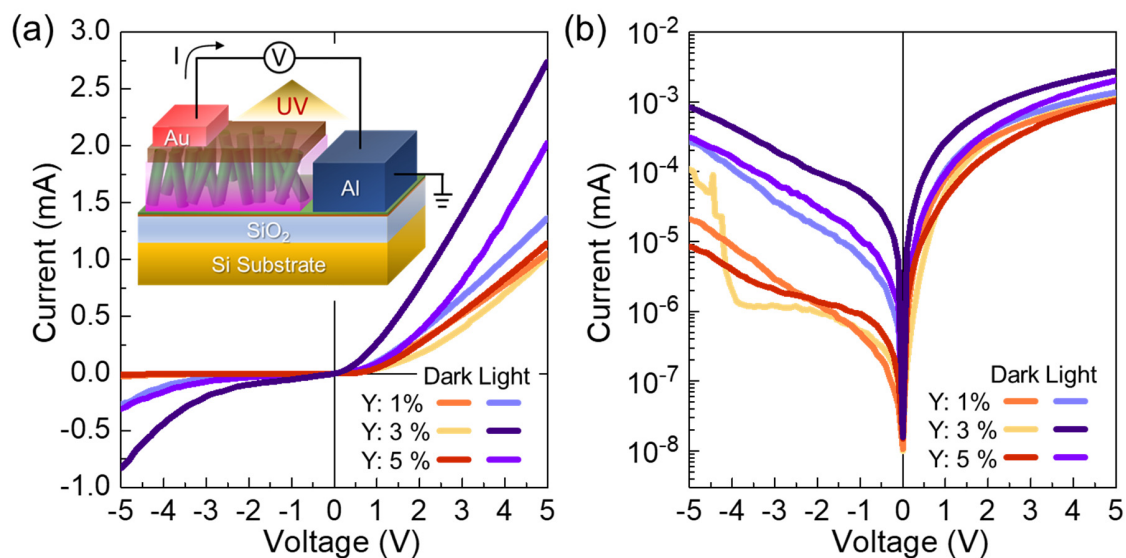 (a)
Current (mA)
3.0
2.5
2.0
1.5
1.0
0.5
0.0
-0.5
-1.0
-5 -4 -3 -2 -1 0 1 2 3 4 5
Voltage (V)
I
V
UV
Au
Al
SiO2
Si Substrate
Dark Light
Y: 1%
Y: 3 %
Y: 5 %
(b)
Current (mA)
10-2
10-3
10-4
10-5
10-6
10-7
10-8
-5 -4 -3 -2 -1 0 1 2 3 4 5
Voltage (V)
Dark Light
Y: 1%
Y: 3 %
Y: 5 %